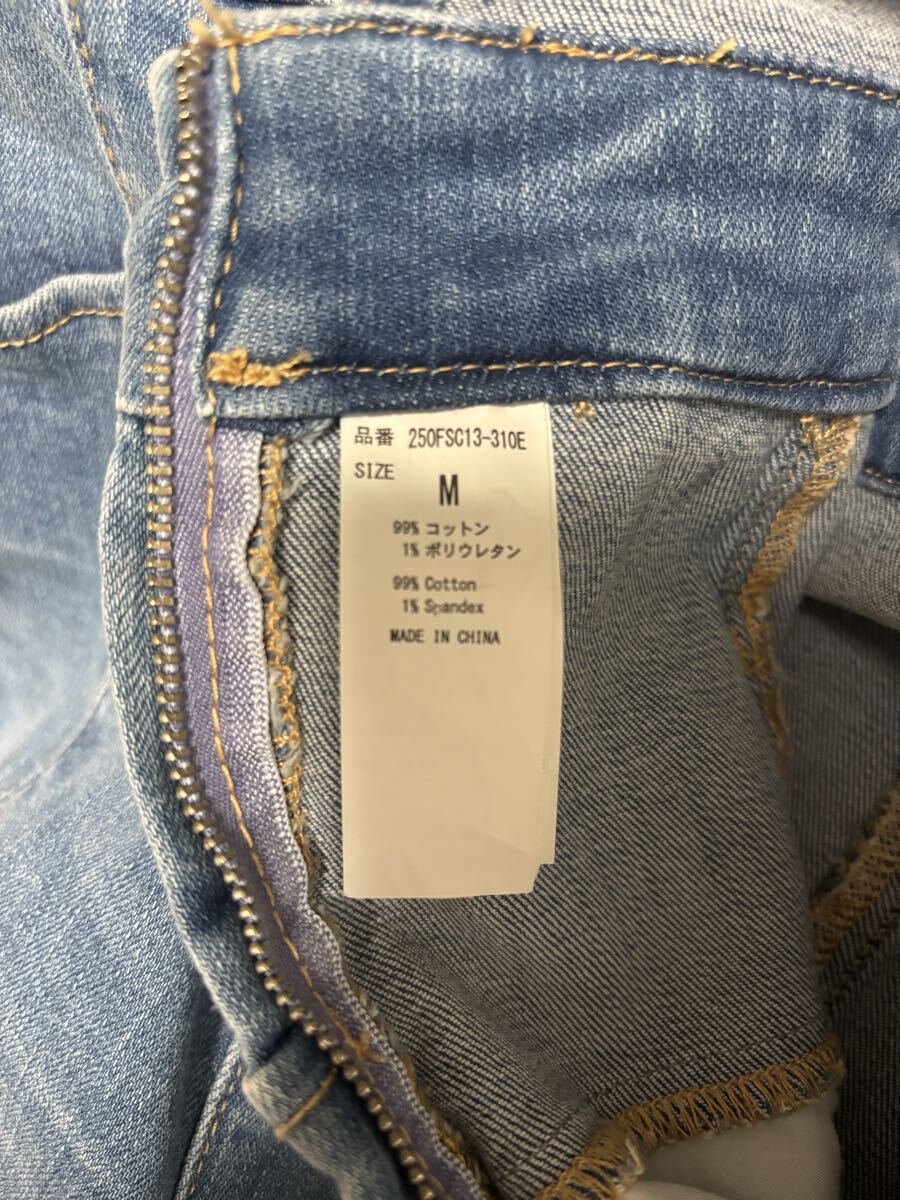 品番 250FSC13-310E
SIZE
M
99% コットン
1% ポリウレタン
99% Cotton
1% Spandex
MADE IN CHINA